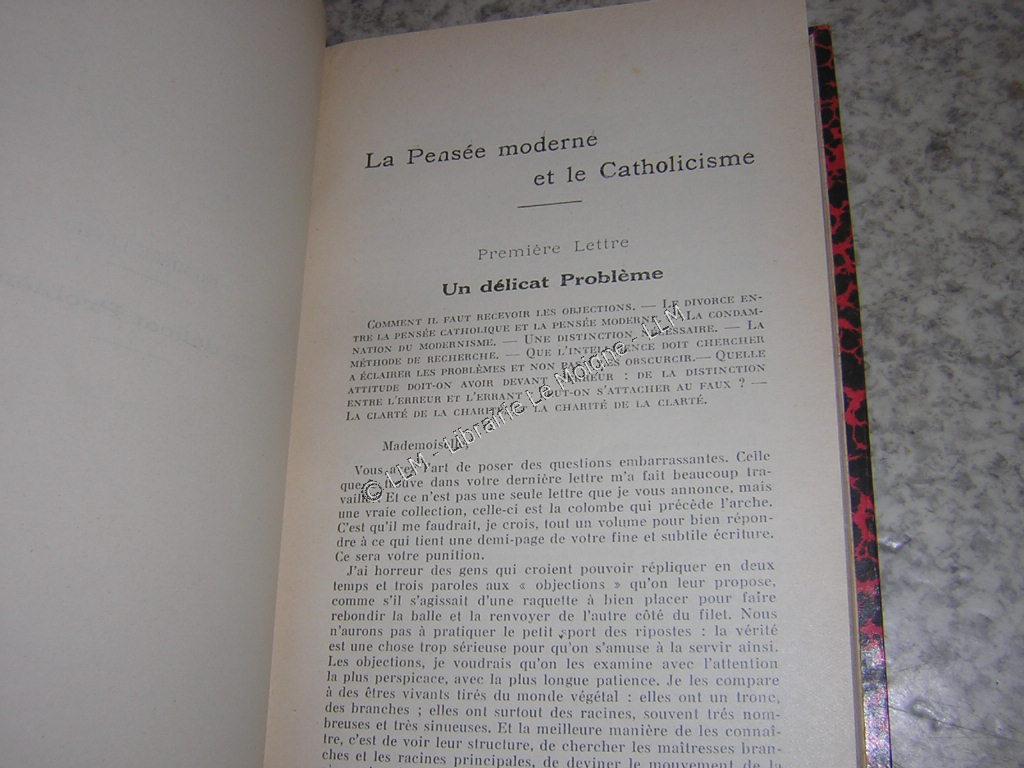 La Pensée moderne
et le Catholicisme
Première Lettre
Un délicat Problème
COMMENT IL FAUT RECEVOIR LES OBJECTIONS. — LE DIVORCE EN-
TRE LA PENSÉE CATHOLIQUE ET LA PENSÉE MODERNE. — LA CONDAM-
NATION DU MODERNISME. — UNE DISTINCTION NÉCESSAIRE. — LA
MÉTHODE DE RECHERCHE. — QUE L'INTELLIGENCE DOIT CHERCHER
A ÉCLAIRER LES PROBLÈMES ET NON PAS LES OBSCURCIR. — QUELLE
ATTITUDE DOIT-ON AVOIR DEVANT L'ERREUR : DE LA DISTINCTION
ENTRE L'ERREUR ET L'ERRANT. PEUT-ON S'ATTACHER AU FAUX ? —
LA CLARTÉ DE LA CHARITÉ — LA CHARITÉ DE LA CLARTÉ.
Mademoiselle,
Vous avez l'art de poser des questions embarrassantes. Celle
que je trouve dans votre dernière lettre m'a fait beaucoup tra-
vailler. Et ce n'est pas une seule lettre que je vous annonce, mais
une vraie collection, celle-ci est la colombe qui précède l'arche.
C'est qu'il me faudrait, je crois, tout un volume pour bien répon-
dre à ce qui tient une demi-page de votre fine et subtile écriture.
Ce sera votre punition.
J'ai horreur des gens qui croient pouvoir répliquer en deux
temps et trois paroles aux « objections » qu'on leur propose,
comme s'il s'agissait d'une raquette à bien placer pour faire
rebondir la balle et la renvoyer de l'autre côté du filet. Nous
n'aurons pas à pratiquer le petit sport des ripostes : la vérité
est une chose trop sérieuse pour qu'on s'amuse à la servir ainsi.
Les objections, je voudrais qu'on les examine avec l'attention
la plus perspicace, avec la plus longue patience. Je les compare
à des êtres vivants tirés du monde végétal : elles ont un tronc,
des branches ; elles ont surtout des racines, souvent trés nom-
breuses et très sinueuses. Et la meilleure manière de les connaî-
tre, c'est de voir leur structure, de chercher les maîtresses bran-
ches et les racines principales, de deviner le mouvement de la
© LLM - Librairie Le Moigne - LLM